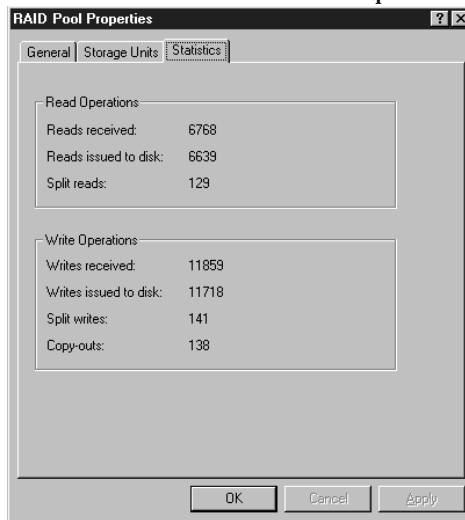 RAID Pool Properties
General Storage Units Statistics
Read Operations
Reads received: 6768
Reads issued to disk: 6639
Split reads: 129
Write Operations
Writes received: 11859
Writes issued to disk: 11718
Split writes: 141
Copy-outs: 138
OK Cancel Apply